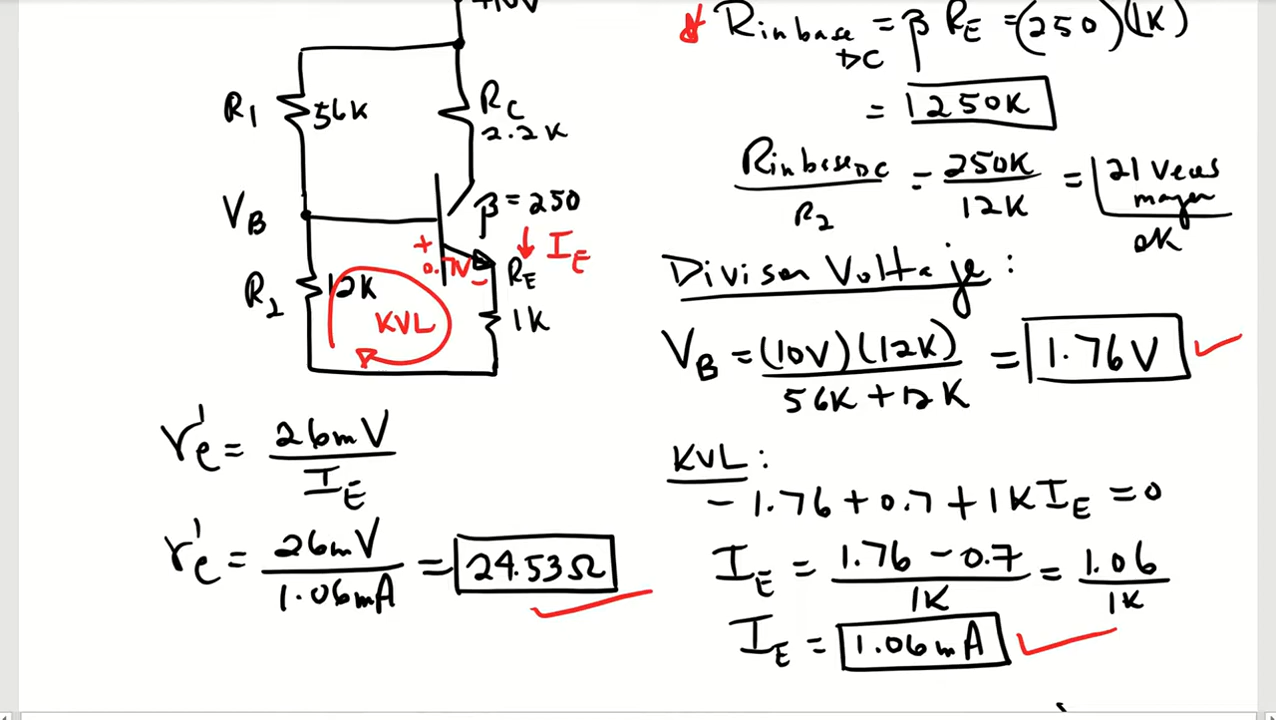 +10V
R1 56K
RC
2.2K
VB
β = 250
IE
+ 0.7V -
RE
1K
R2 12K
KVL
r'e = 26mV / IE
r'e = 26mV / 1.06mA = 24.53Ω
Rinbase DC = β RE = (250)(1K)
= 250K
RinbaseDC / R2 = 250K / 12K = 21 Veces mayor
OK
Divisor Voltaje:
VB = (10V)(12K) / 56K + 12K = 1.76V
KVL:
- 1.76 + 0.7 + 1K IE = 0
IE = 1.76 - 0.7 / 1K = 1.06 / 1K
IE = 1.06mA